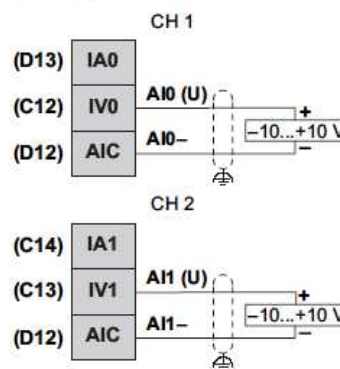 CH 1
(D13) IA0
(C12) IV0 AI0 (U) +
–10...+10 V
(D12) AIC AI0– –
CH 2
(C14) IA1
(C13) IV1 AI1 (U) +
–10...+10 V
(D12) AIC AI1– –